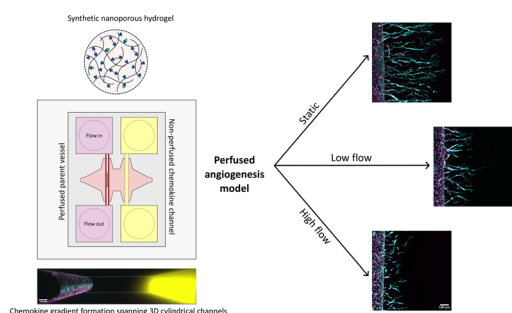 Synthetic nanoporous hydrogel
Perfused parent vessel
Flow in
Flow out
Non-perfused chemokine channel
Chemokine gradient formation spanning 3D cylindrical channels
Perfused
angiogenesis
model
Static
Low flow
High flow